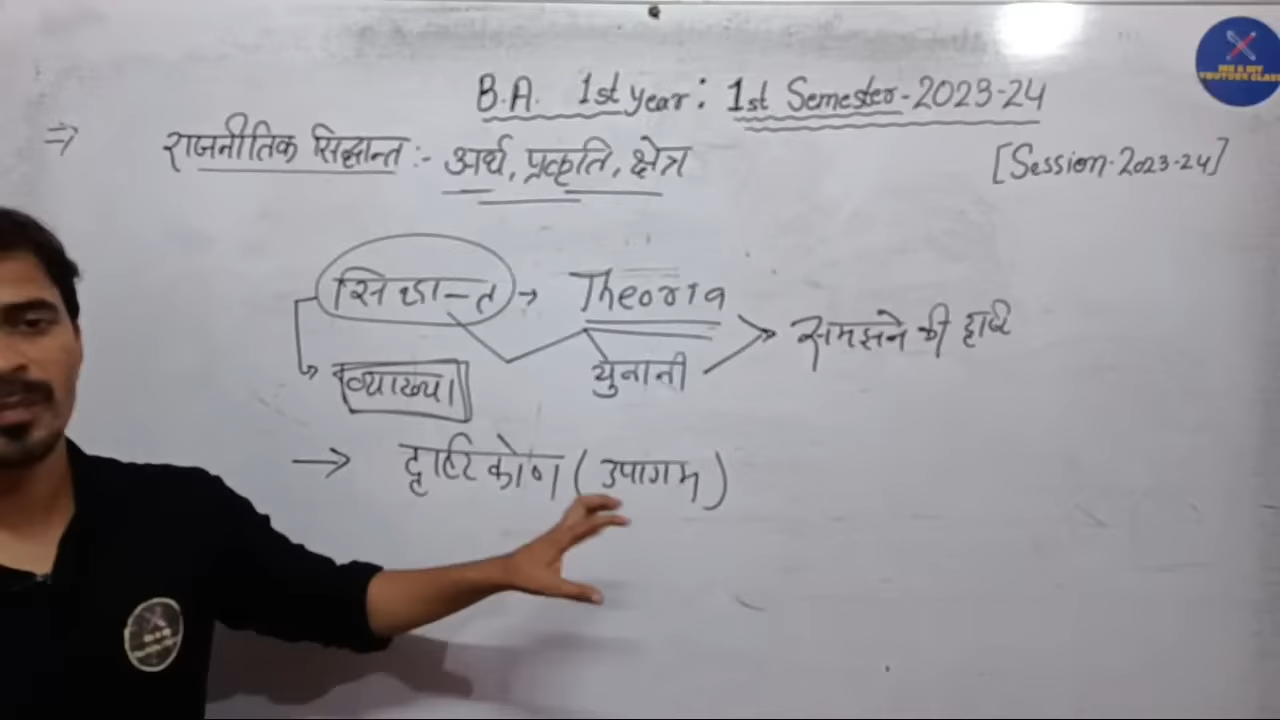 B.A. 1st year: 1st Semester-2023-24
⇒ राजनीतिक सिद्धान्त :- अर्थ, प्रकृति, क्षेत्र
[Session-2023-24]
सिद्धान्त → Theoria
समझने की दृष्टि
व्याख्या
युनानी
→ दृष्टिकोण (उपागम)